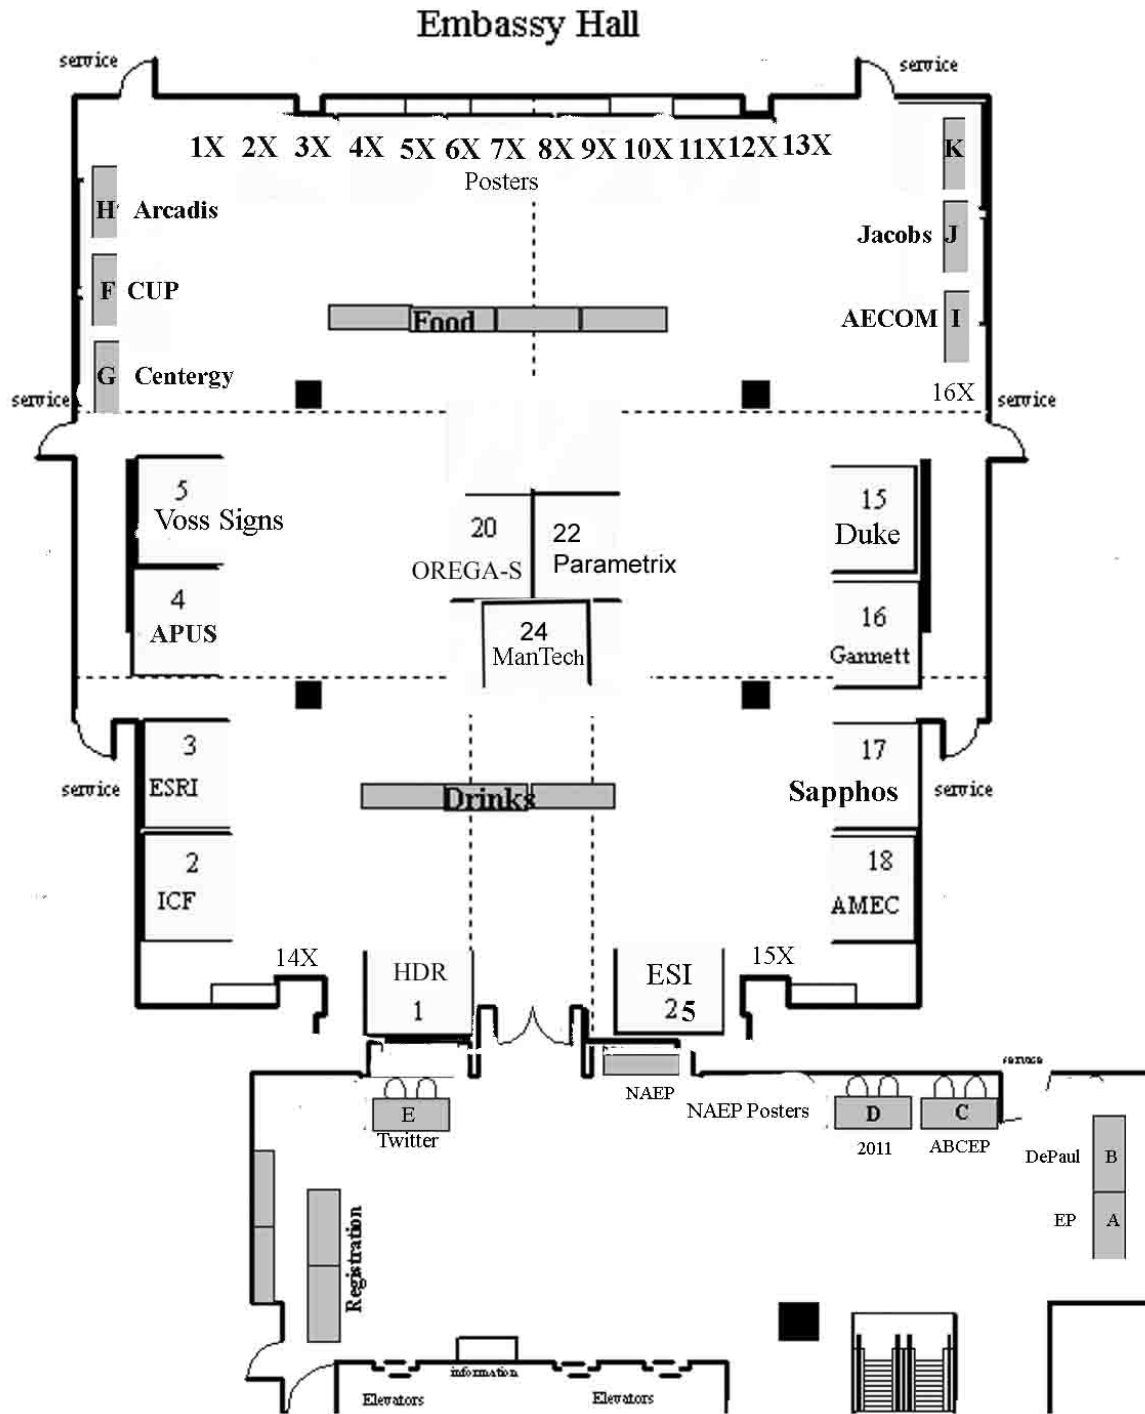 Embassy Hall
service
service
1X 2X 3X 4X 5X 6X 7X 8X 9X 10X 11X 12X 13X
Posters
K
H Arcadis
Jacobs J
F CUP
Food
AECOM I
G Centergy
16X
service
service
5
Voss Signs
20
OREGA-S
22
Parametrix
15
Duke
4
APUS
24
ManTech
16
Gannett
3
ESRI
17
Sapphos
service
Drinks
service
2
ICF
18
AMEC
14X
HDR
1
ESI
25
15X
service
NAEP
E
Twitter
NAEP Posters
D
2011
C
ABCEP
DePaul B
EP A
Registration
information
Elevators
Elevators